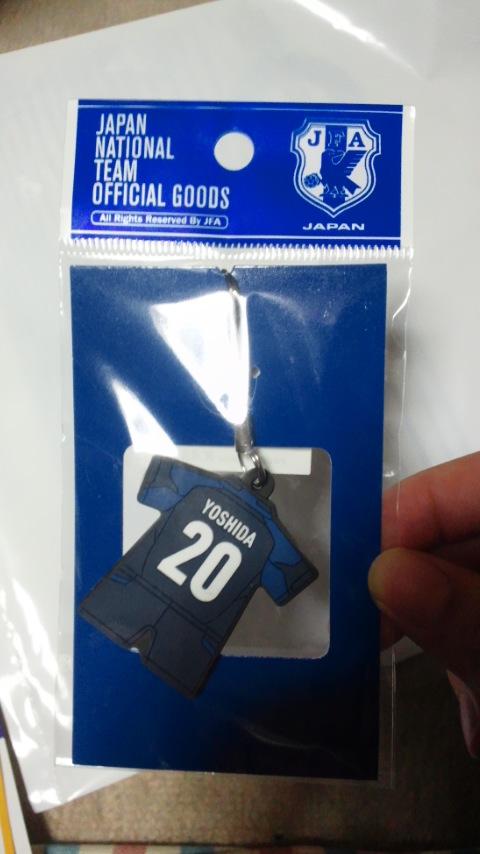 JAPAN
NATIONAL
TEAM
OFFICIAL GOODS
All Rights Reserved By JFA
JFA
JAPAN
YOSHIDA
20